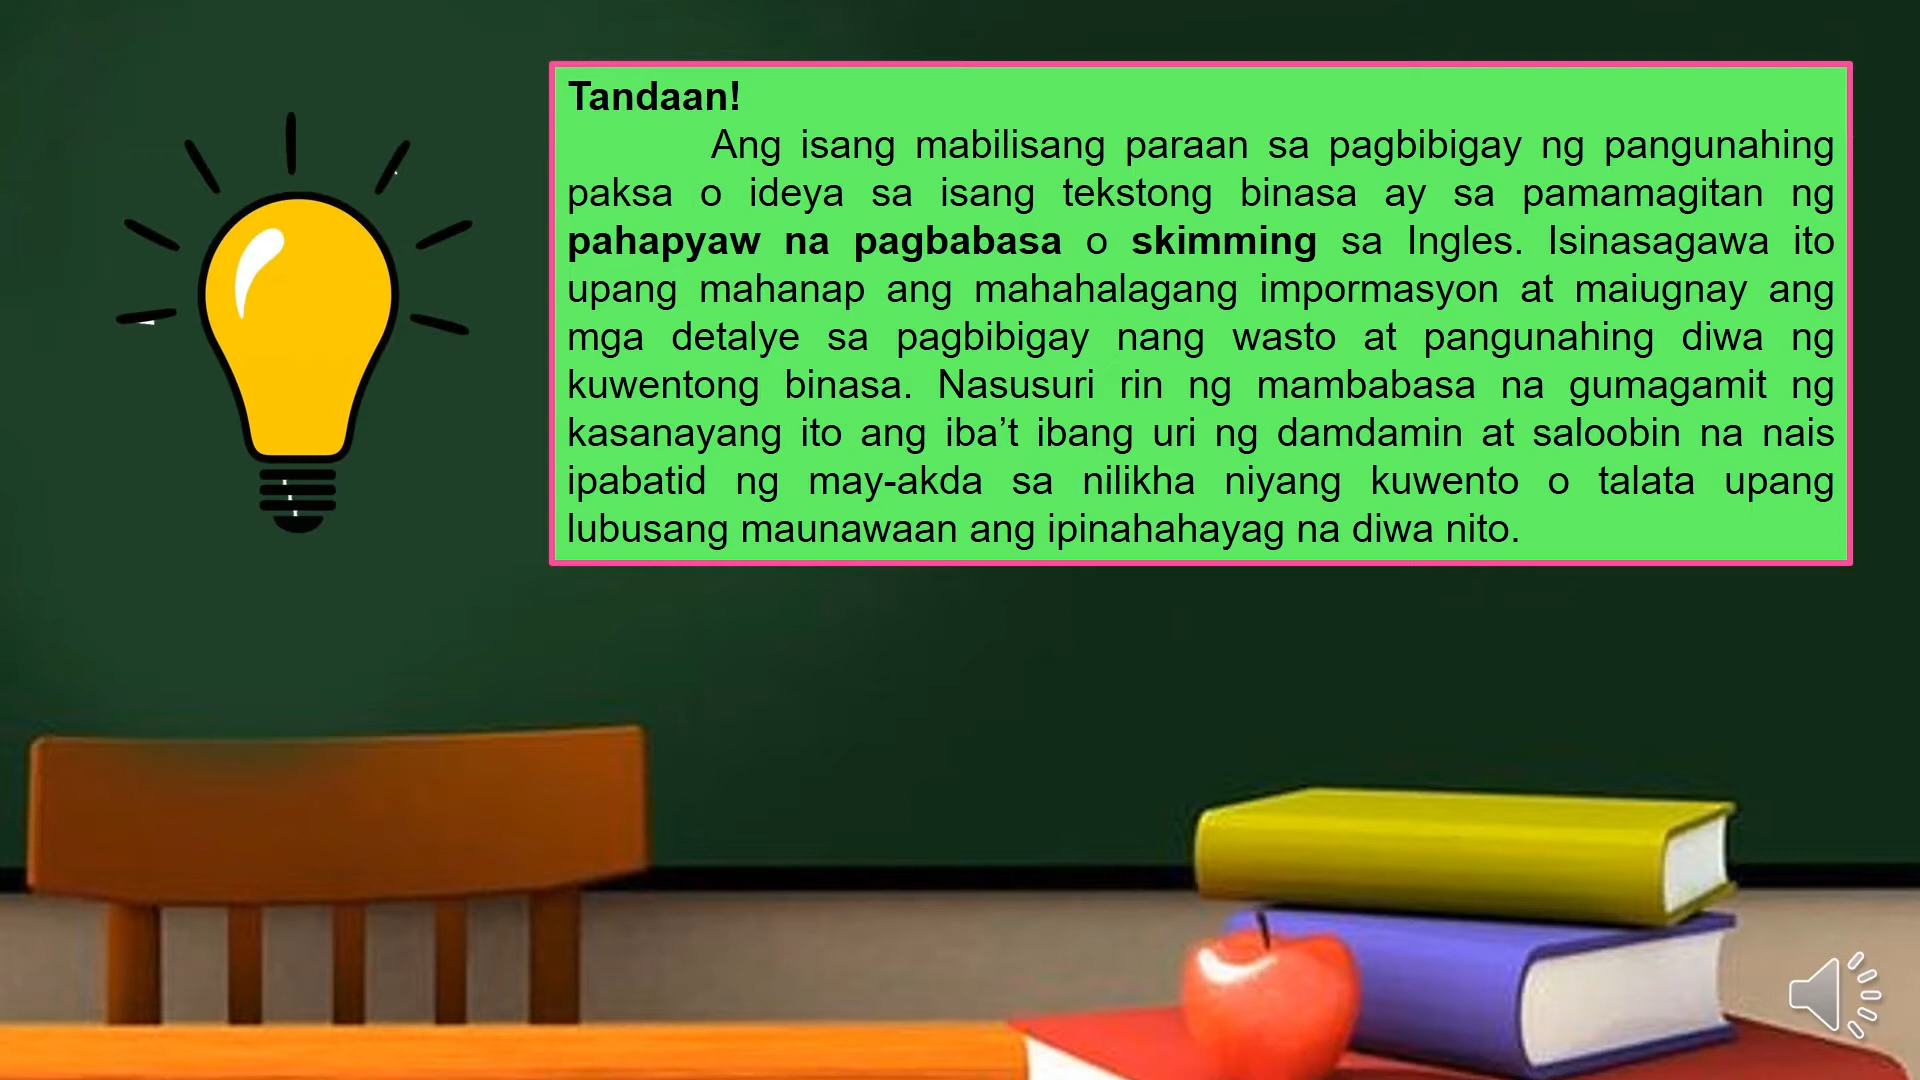 Tandaan!
Ang isang mabilisang paraan sa pagbibigay ng pangunahing
paksa o ideya sa isang tekstong binasa ay sa pamamagitan ng
pahapyaw na pagbabasa o skimming sa Ingles. Isinasagawa ito
upang mahanap ang mahahalagang impormasyon at maiugnay ang
mga detalye sa pagbibigay nang wasto at pangunahing diwa ng
kuwentong binasa. Nasusuri rin ng mambabasa na gumagamit ng
kasanayang ito ang iba’t ibang uri ng damdamin at saloobin na nais
ipabatid ng may-akda sa nilikha niyang kuwento o talata upang
lubusang maunawaan ang ipinahahayag na diwa nito.